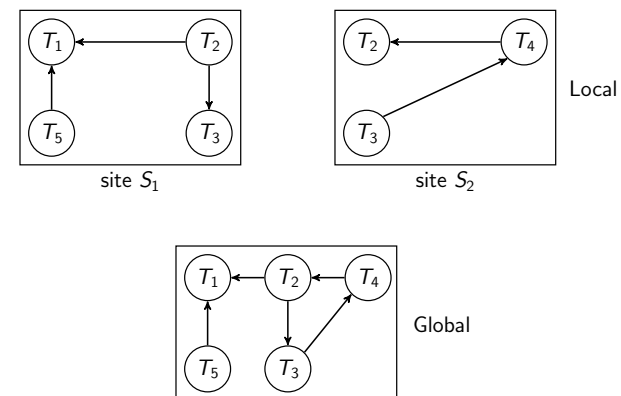 T₁ T₂ T₂ T₄
Local
T₅ T₃ T₃
site S₁ site S₂
T₁ T₂ T₄
Global
T₅ T₃